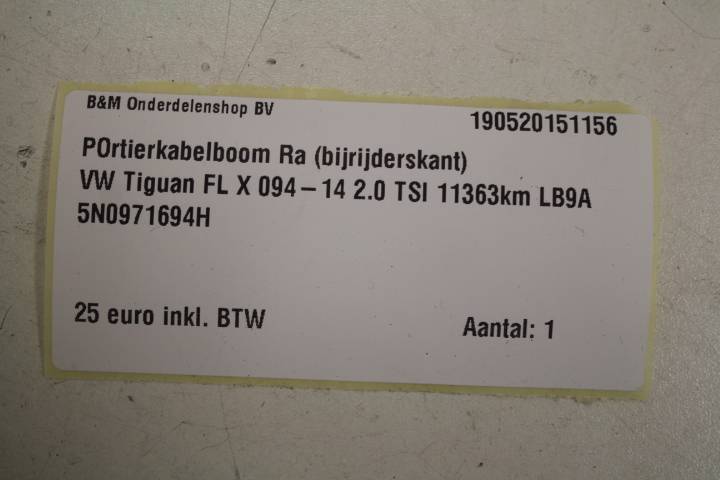 B&M Onderdelenshop BV
190520151156
POrtierkabelboom Ra (bijrijderskant)
VW Tiguan FL X 094-14 2.0 TSI 11363km LB9A
5N0971694H
25 euro inkl. BTW
Aantal: 1